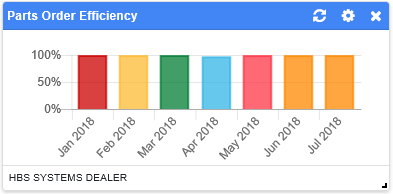 Parts Order Efficiency
100%
50%
0%
Jan 2018
Feb 2018
Mar 2018
Apr 2018
May 2018
Jun 2018
Jul 2018
HBS SYSTEMS DEALER